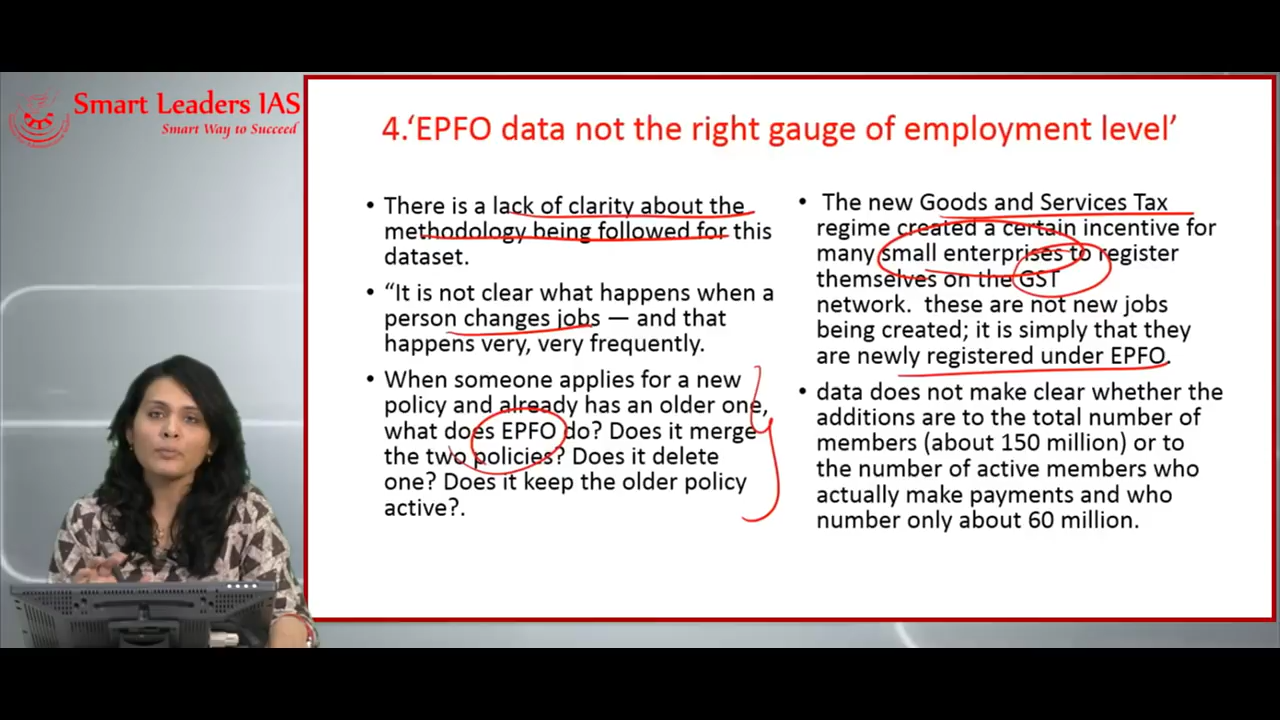 Smart Leaders IAS
Smart Way to Succeed
4.‘EPFO data not the right gauge of employment level’
• There is a lack of clarity about the
methodology being followed for this
dataset.
• “It is not clear what happens when a
person changes jobs — and that
happens very, very frequently.
• When someone applies for a new
policy and already has an older one,
what does EPFO do? Does it merge
the two policies? Does it delete
one? Does it keep the older policy
active?.
• The new Goods and Services Tax
regime created a certain incentive for
many small enterprises to register
themselves on the GST
network. these are not new jobs
being created; it is simply that they
are newly registered under EPFO.
• data does not make clear whether the
additions are to the total number of
members (about 150 million) or to
the number of active members who
actually make payments and who
number only about 60 million.